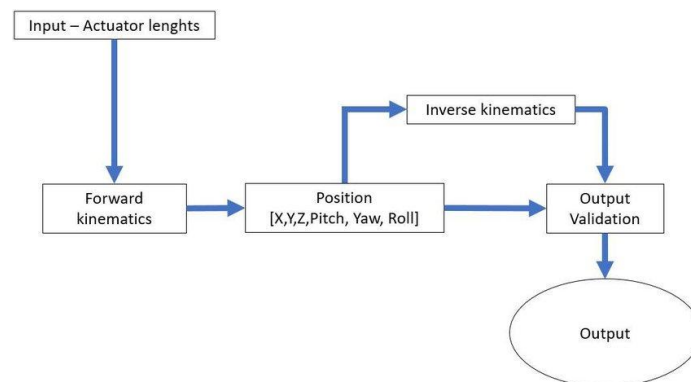 Input – Actuator lenghts
Inverse kinematics
Forward
kinematics
Position
[X,Y,Z,Pitch, Yaw, Roll]
Output
Validation
Output